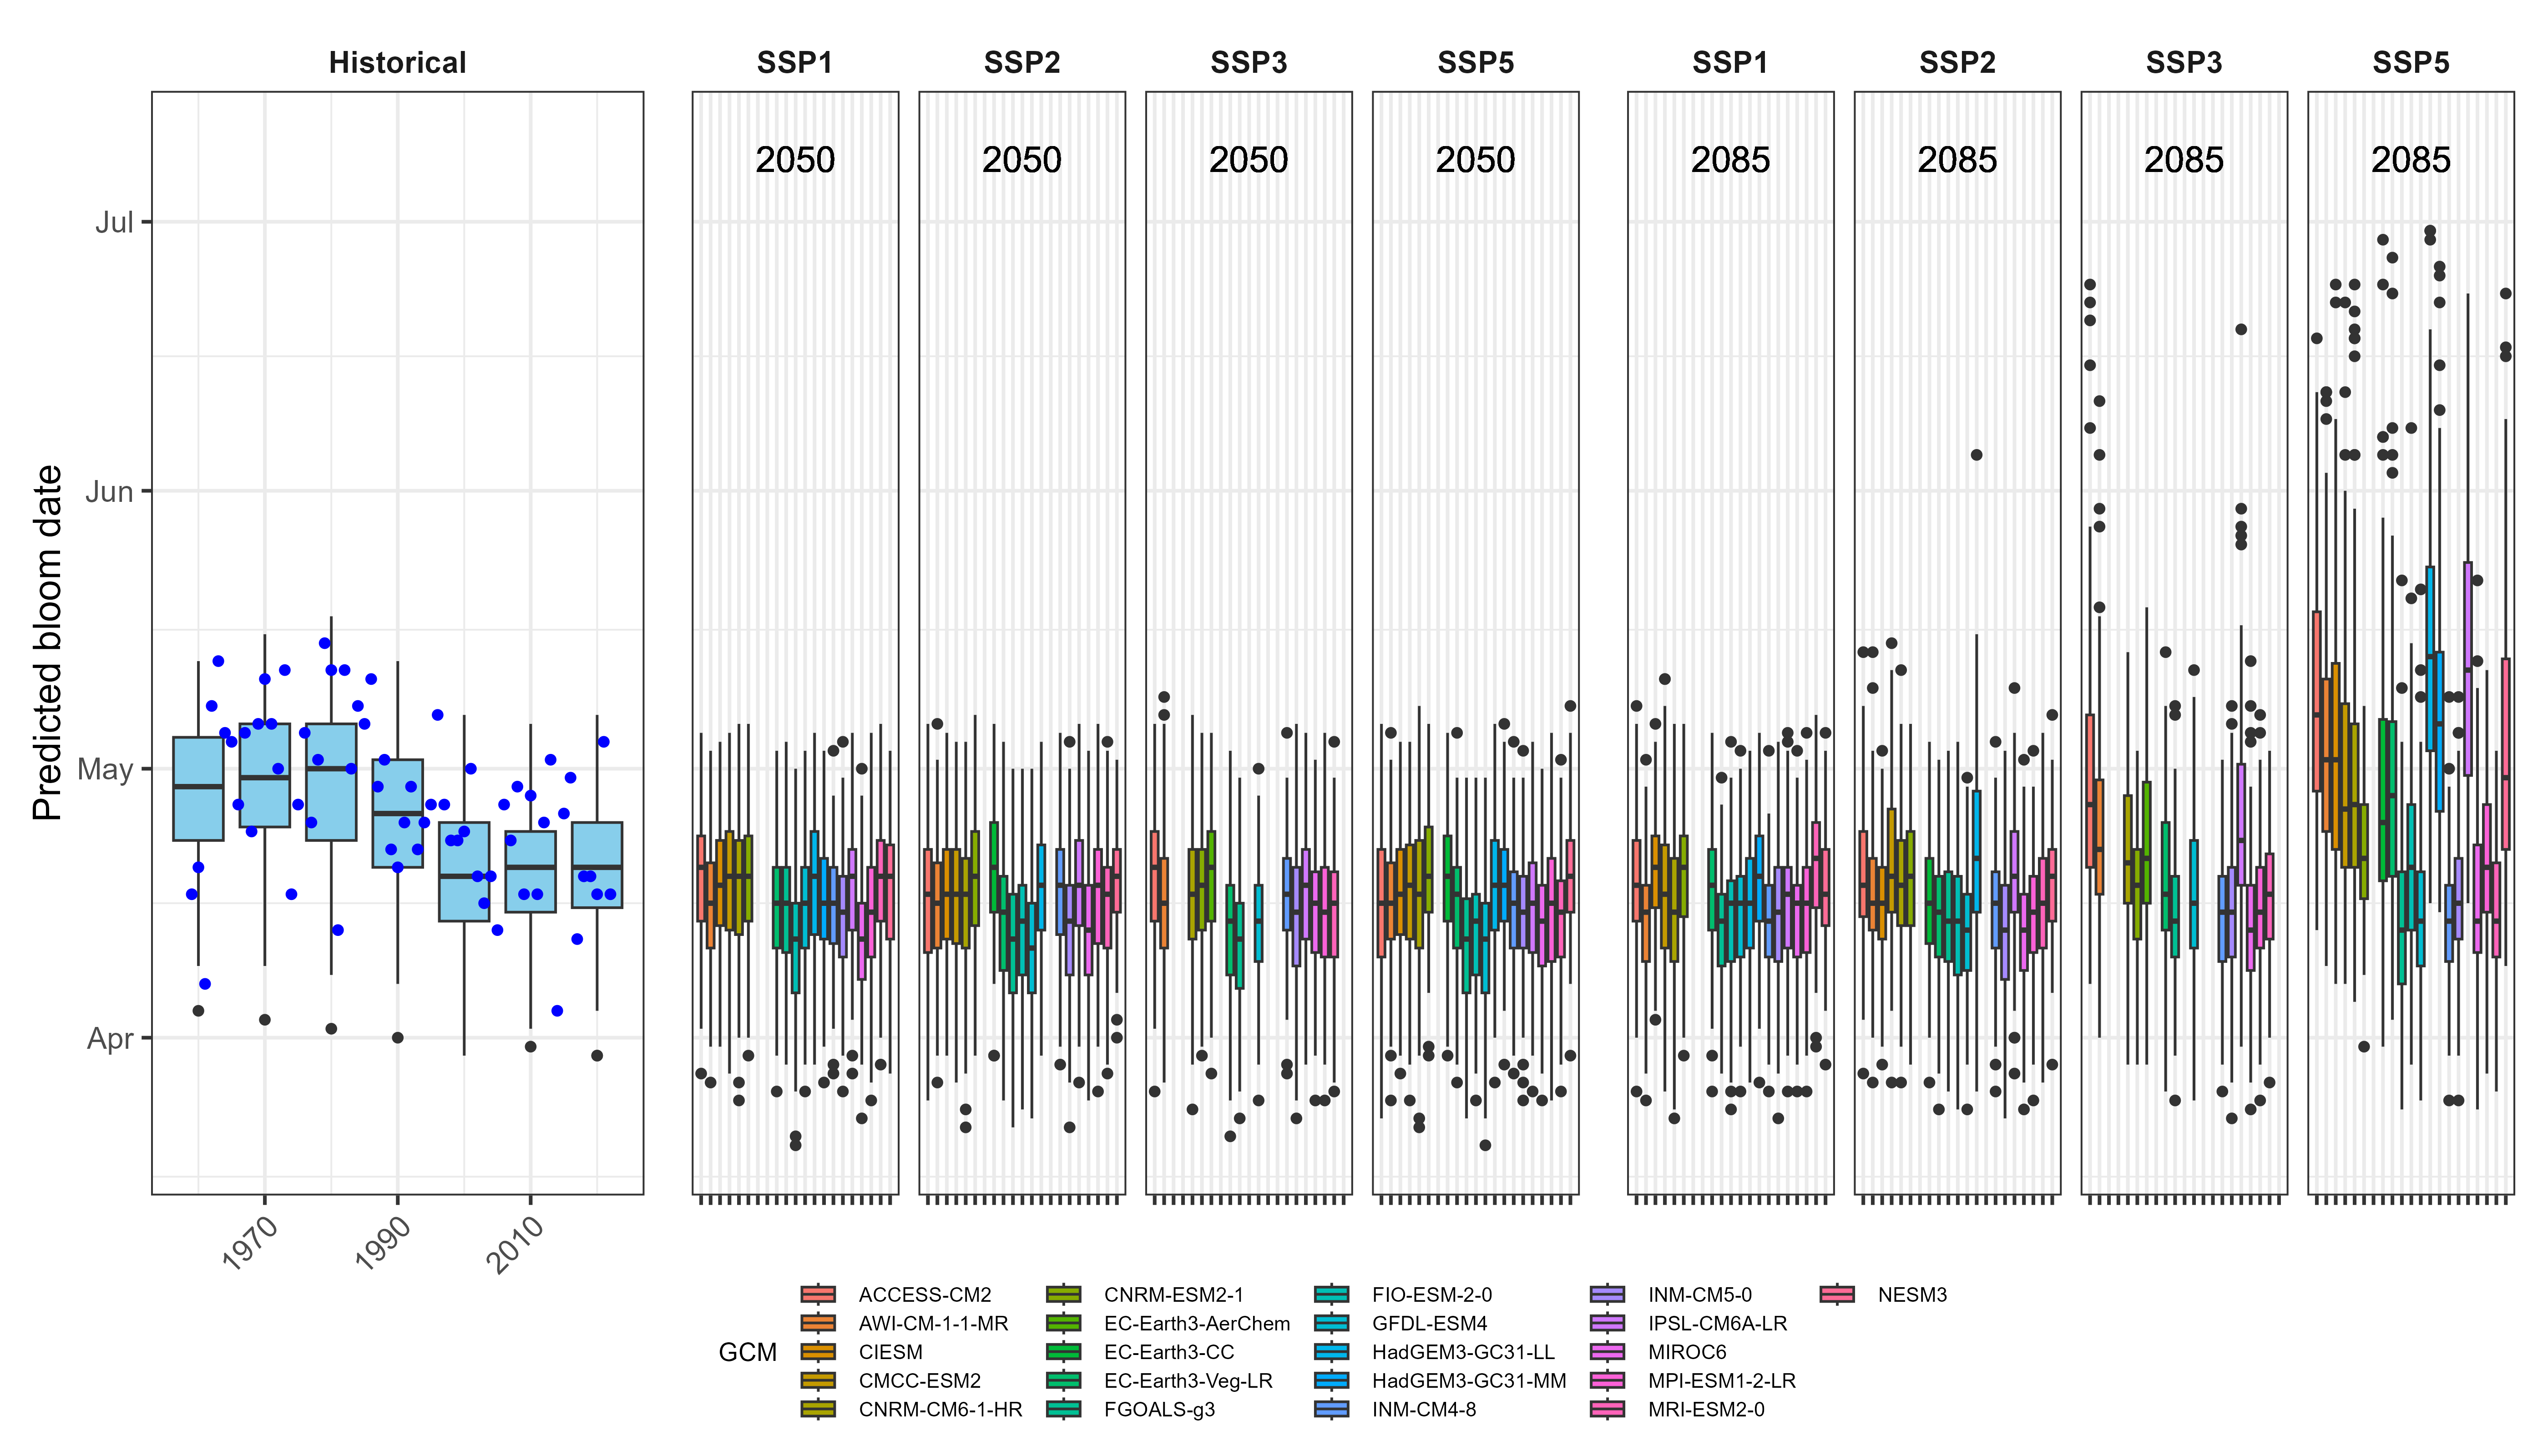 Historical SSP1 SSP2 SSP3 SSP5 SSP1 SSP2 SSP3 SSP5
2050 2050 2050 2050 2085 2085 2085 2085
Predicted bloom date
Jul
Jun
May
Apr
1970 1990 2010
GCM
ACCESS-CM2
AWI-CM-1-1-MR
CIESM
CMCC-ESM2
CNRM-CM6-1-HR
CNRM-ESM2-1
EC-Earth3-AerChem
EC-Earth3-CC
EC-Earth3-Veg-LR
FGOALS-g3
FIO-ESM-2-0
GFDL-ESM4
HadGEM3-GC31-LL
HadGEM3-GC31-MM
INM-CM4-8
INM-CM5-0
IPSL-CM6A-LR
MIROC6
MPI-ESM1-2-LR
MRI-ESM2-0
NESM3